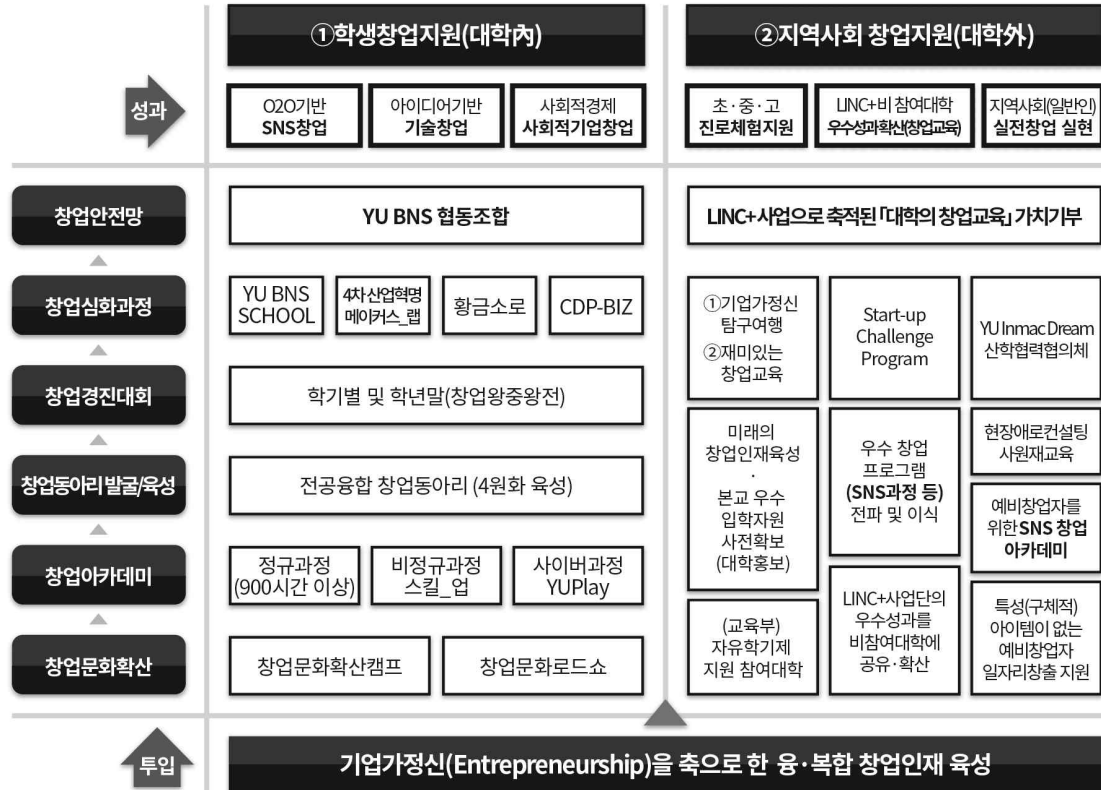 ①학생창업지원(대학內)
②지역사회 창업지원(대학外)
성과
O2O기반
SNS창업
아이디어기반
기술창업
사회적경제
사회적기업창업
초·중·고
진로체험지원
LINC+비 참여대학
우수성과확산(창업교육)
지역사회(일반인)
실전창업 실현
창업안전망
YU BNS 협동조합
LINC+사업으로 축적된 「대학의 창업교육」 가치기부
창업심화과정
YU BNS
SCHOOL
4차 산업혁명
메이커스_랩
황금소로
CDP-BIZ
①기업가정신
탐구여행
②재미있는
창업교육
Start-up
Challenge
Program
YU Inmac Dream
산학협력협의체
창업경진대회
학기별 및 학년말(창업왕중왕전)
미래의
창업인재육성
·
본교 우수
입학자원
사전확보
(대학홍보)
우수 창업
프로그램
(SNS과정 등)
전파 및 이식
현장애로컨설팅
사원재교육
창업동아리 발굴/육성
전공융합 창업동아리 (4원화 육성)
예비창업자를
위한 SNS 창업
아카데미
창업아카데미
정규과정
(900시간 이상)
비정규과정
스킬_업
사이버과정
YUPlay
LINC+사업단의
우수성과를
비참여대학에
공유·확산
특성(구체적)
아이템이 없는
예비창업자
일자리창출 지원
(교육부)
자유학기제
지원 참여대학
창업문화확산
창업문화확산캠프
창업문화로드쇼
투입
기업가정신(Entrepreneurship)을 축으로 한 융·복합 창업인재 육성